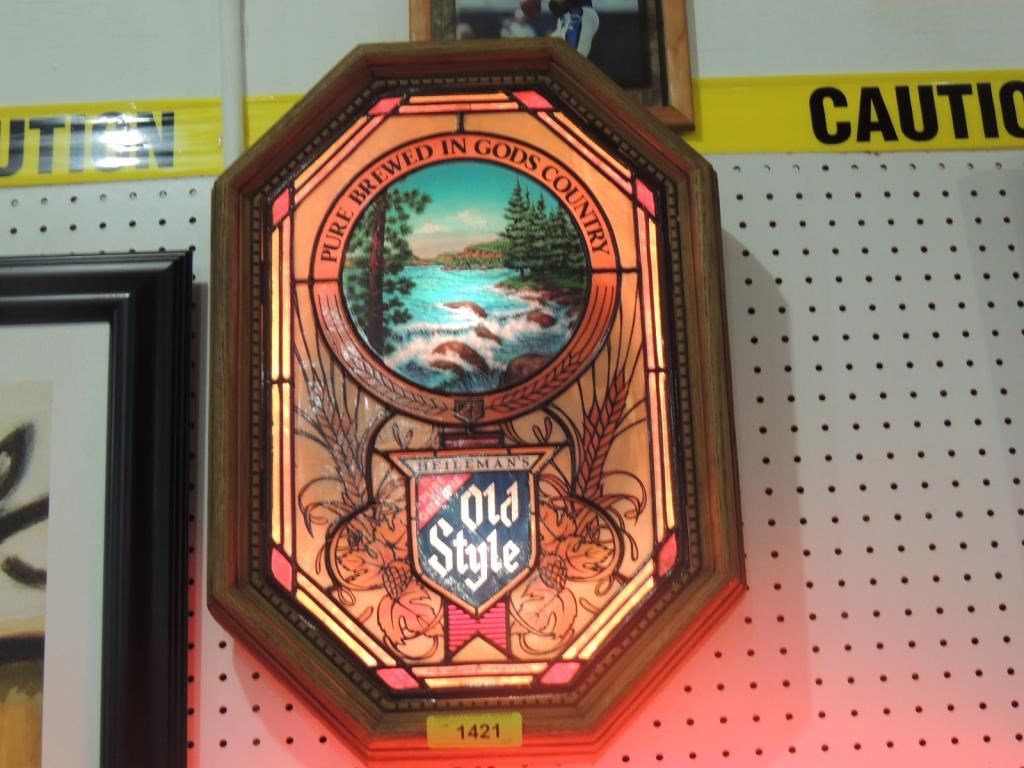 UTION
CAUTIO
PURE BREWED IN GODS COUNTRY
HEILEMAN'S
Old
Style
1421